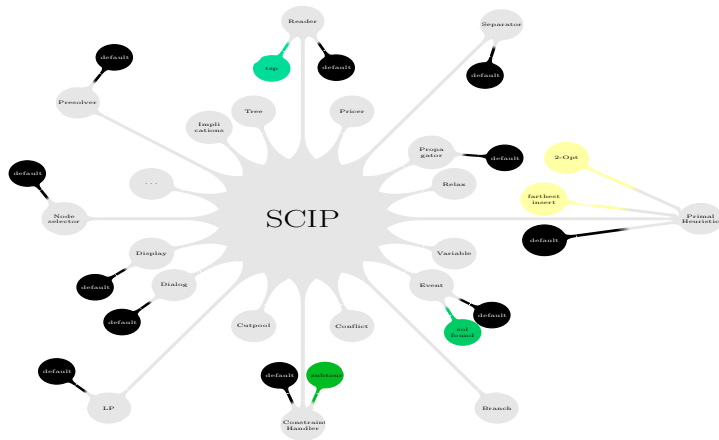 Reader
Separator
default
tsp
default
default
Presolver
Tree
Pricer
Impli
cations
Propa
gator
default
2-Opt
default
...
Relax
farthest
insert
Node
selector
SCIP
Primal
Heuristic
default
Display
Variable
default
Dialog
Event
default
default
Cutpool
Conflict
sol
found
default
default
subtour
LP
Branch
Constraint
Handler